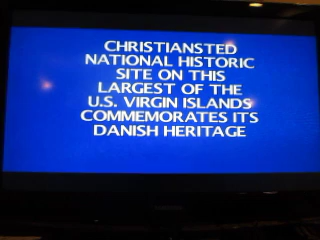 CHRISTIANSTED
NATIONAL HISTORIC
SITE ON THIS
LARGEST OF THE
U.S. VIRGIN ISLANDS
COMMEMORATES ITS
DANISH HERITAGE